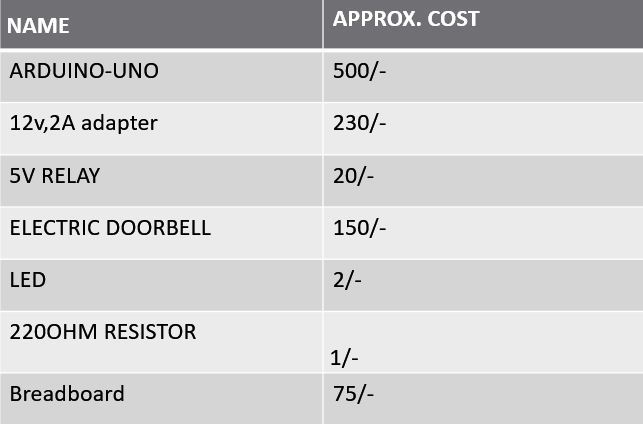 NAME APPROX. COST
ARDUINO-UNO 500/-
12v,2A adapter 230/-
5V RELAY 20/-
ELECTRIC DOORBELL 150/-
LED 2/-
220OHM RESISTOR 1/-
Breadboard 75/-